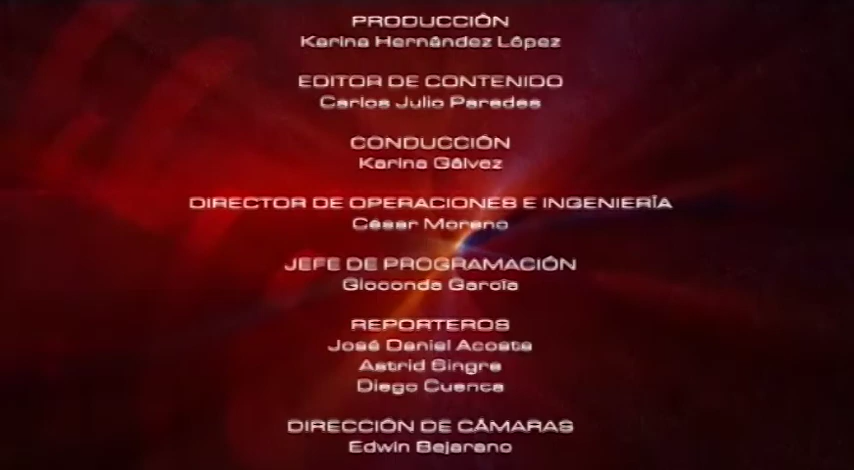 PRODUCCIÓN
Karina Hernández López
EDITOR DE CONTENIDO
Carlos Julio Paredes
CONDUCCIÓN
Karina Gálvez
DIRECTOR DE OPERACIONES E INGENIERÍA
César Moreno
JEFE DE PROGRAMACIÓN
Gioconda García
REPORTEROS
José Daniel Acosta
Astrid Singre
Diego Cuenca
DIRECCIÓN DE CÁMARAS
Edwin Bejarano